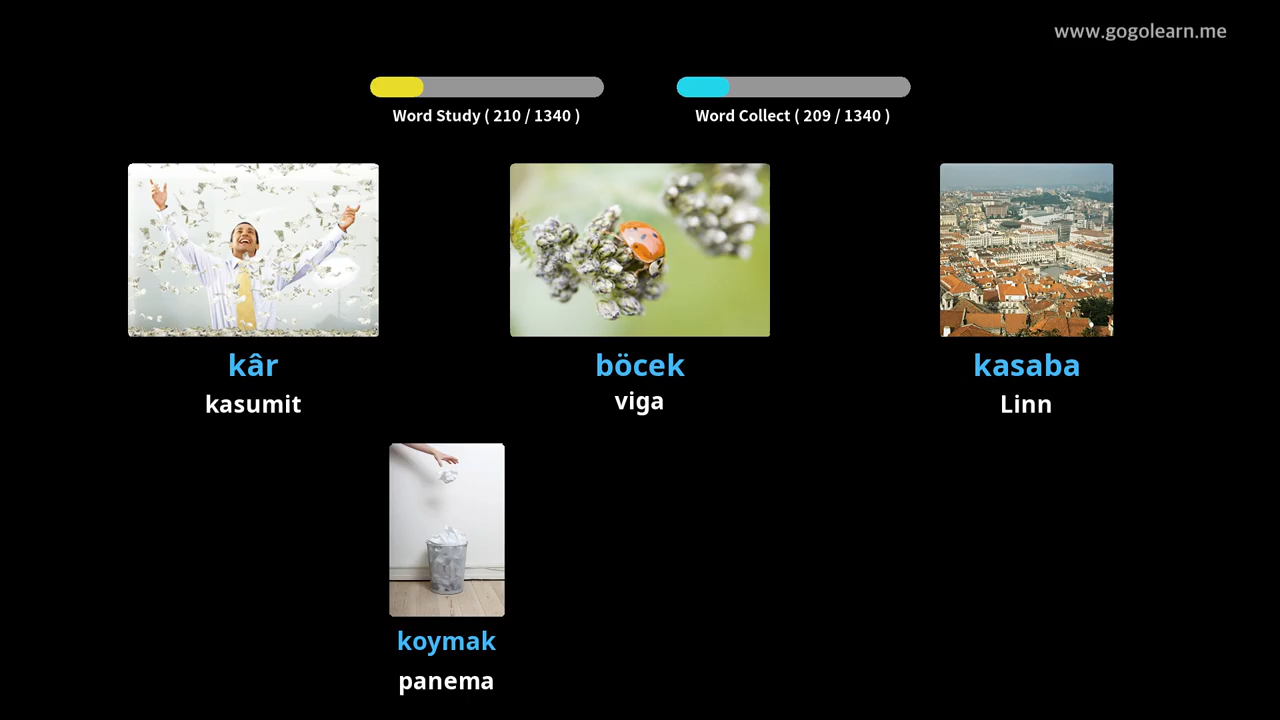 www.gogolearn.me
Word Study ( 210 / 1340 )
Word Collect ( 209 / 1340 )
kâr
kasumit
böcek
viga
kasaba
Linn
koymak
panema